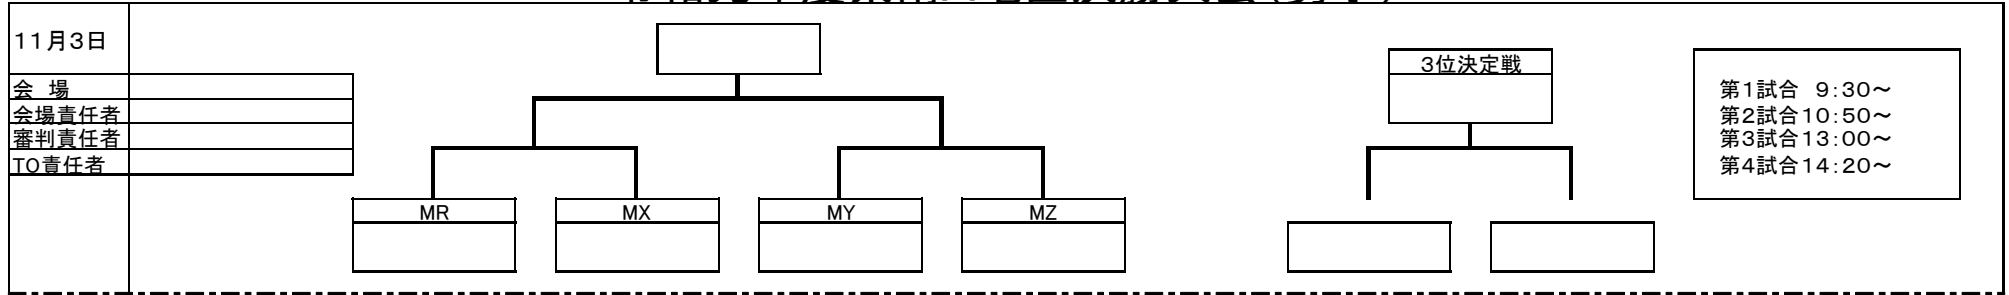 11月3日
会 場
会場責任者
審判責任者
TO責任者
MR
MX
MY
MZ
3位決定戦
第1試合 9:30～
第2試合10:50～
第3試合13:00～
第4試合14:20～